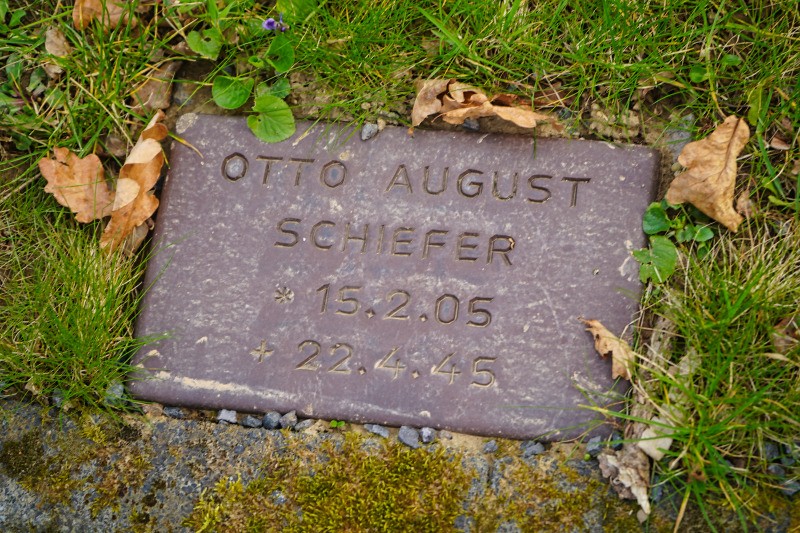 OTTO AUGUST
SCHIEFER
* 15.2.05
+ 22.4.45